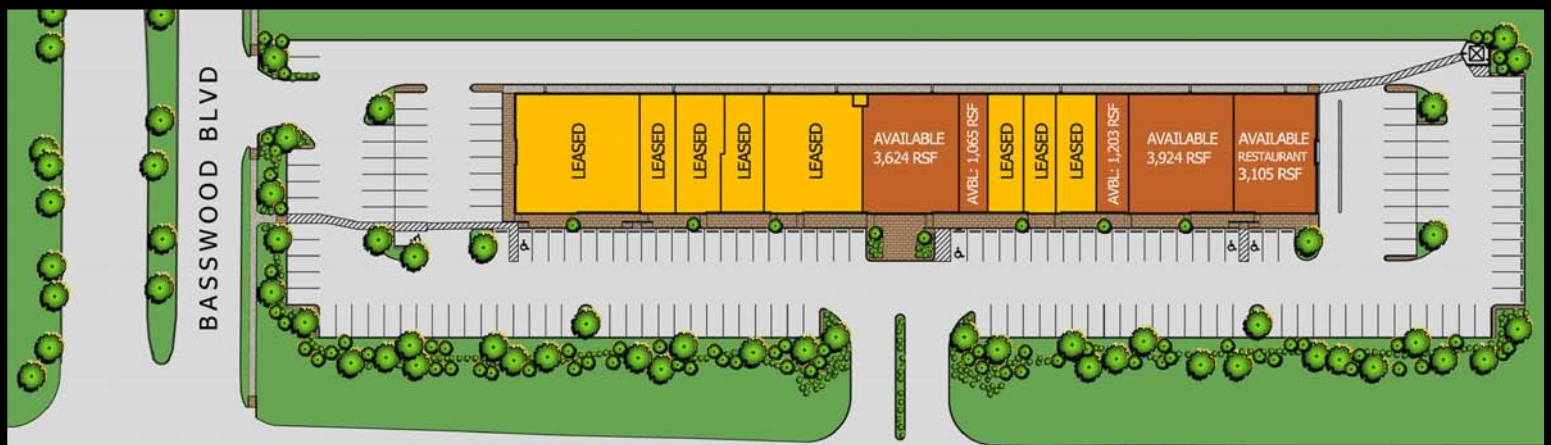 BASSWOOD BLVD
LEASED
LEASED
LEASED
LEASED
LEASED
AVAILABLE
3,624 RSF
AVBL: 1,065 RSF
LEASED
LEASED
LEASED
AVBL: 1,203 RSF
AVAILABLE
3,924 RSF
AVAILABLE
RESTAURANT
3,105 RSF